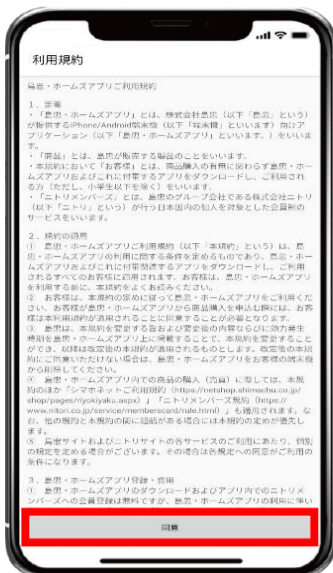 利用規約
島忠・ホームズアプリご利用規約
1．定義
・「島忠・ホームズアプリ」とは、株式会社島忠（以下「島忠」という）
が提供するiPhone/Android端末機（以下「端末機」といいます）向けア
プリケーション（以下「島忠・ホームズアプリ」といいます。）をいいま
す。
・「商品」とは、島忠が販売する製品のことをいいます。
・本規約において「お客様」とは、商品購入の有無に関わらず島忠・ホー
ムズアプリおよびこれに付帯するアプリをダウンロードし、ご利用され
る方（ただし、小学生以下を除く）をいいます。
・「ニトリメンバーズ」とは、島忠のグループ会社である株式会社ニトリ
（以下「ニトリ」という）が行う日本国内の個人を対象とした会員制の
サービスをいいます。
2．規約の適用
① 島忠・ホームズアプリご利用規約（以下「本規約」という）は、島
忠・ホームズアプリの利用に関する条件を定めるものであり、島忠・ホー
ムズアプリおよびこれに付帯関連するアプリをダウンロードし、ご利用
されるすべてのお客様に適用されます。お客様は、島忠・ホームズアプリ
を利用する前に、本規約をよくお読みください。
② お客様は、本規約の定めに従って島忠・ホームズアプリをご利用くだ
さい。お客様が島忠・ホームズアプリから商品購入を申込む際には、お客
様は本利用規約が適用されることに同意することが必要となります。
③ 島忠は、本規約を変更する旨および変更後の内容ならびに効力発生
時期を島忠・ホームズアプリ上に掲載することで、本規約を変更すること
ができ、以降は改定後の本規約が適用されるものとします。改定後の本規
約にご同意いただけない場合は、島忠・ホームズアプリをお客様の端末機
から削除してください。
④ 島忠・ホームズアプリ内での商品の購入（売買）に際しては、本規
約のほか「シマホネット利用規約（https://netshop.shimachu.co.jp/
shop/pages/riyokiyaku.aspx）」「ニトリメンバーズ規約（https://
www.nitori.co.jp/service/memberscard/rule.html）」も適用されます。な
お、他の規約と本規約の間に齟齬がある場合には本規約の定めが優先し
ます。
⑤ 島忠サイトおよびニトリサイトの各サービスのご利用にあたり、個別
の規定を定める場合がございます。その場合は各規定への同意がご利用の
条件になります。
3．島忠・ホームズアプリ登録・費用
① 島忠・ホームズアプリのダウンロードおよびアプリ内でのニトリメ
ンバーズへの会員登録は無料ですが、島忠・ホームズアプリの利用に伴い
同意